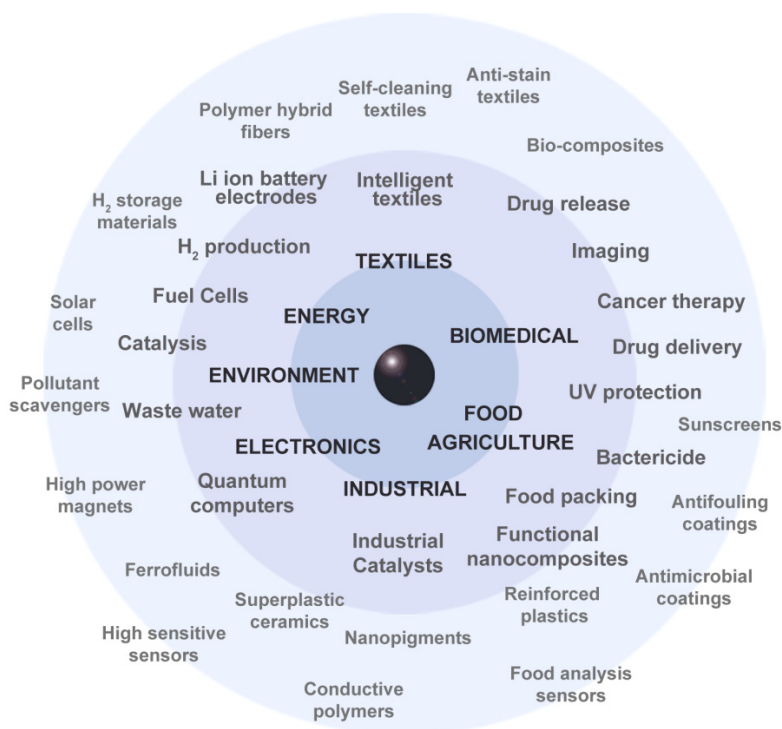 Anti-stain
textiles
Self-cleaning
textiles
Polymer hybrid
fibers
Bio-composites
Li ion battery
electrodes
Intelligent
textiles
Drug release
H₂ storage
materials
H₂ production
Imaging
TEXTILES
Solar
cells
Fuel Cells
Cancer therapy
ENERGY
BIOMEDICAL
Catalysis
Drug delivery
ENVIRONMENT
Pollutant
scavengers
UV protection
Waste water
FOOD
AGRICULTURE
Sunscreens
ELECTRONICS
Bactericide
Quantum
computers
INDUSTRIAL
Food packing
High power
magnets
Antifouling
coatings
Industrial
Catalysts
Functional
nanocomposites
Ferrofluids
Antimicrobial
coatings
Superplastic
ceramics
Reinforced
plastics
High sensitive
sensors
Nanopigments
Food analysis
sensors
Conductive
polymers